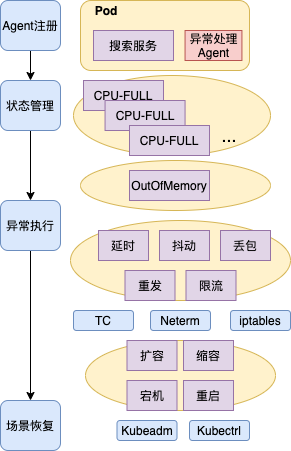 Agent注册
Pod
搜索服务
异常处理
Agent
状态管理
CPU-FULL
CPU-FULL
CPU-FULL
...
OutOfMemory
异常执行
延时
抖动
丢包
重发
限流
TC
Neterm
iptables
扩容
缩容
宕机
重启
场景恢复
Kubeadm
Kubectrl